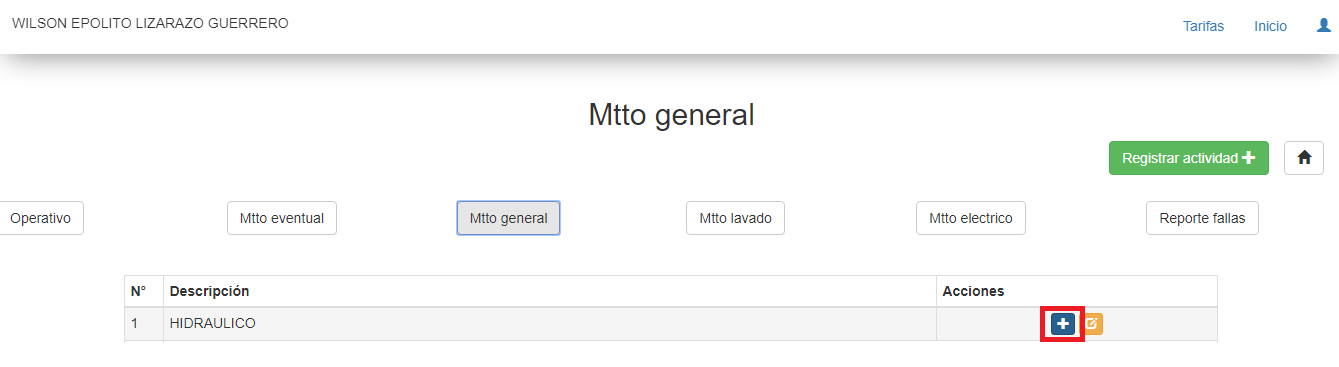 WILSON EPOLITO LIZARAZO GUERRERO
Tarifas Inicio
Mtto general
Registrar actividad
Operativo Mtto eventual Mtto general Mtto lavado Mtto electrico Reporte fallas
N° Descripción Acciones
1 HIDRAULICO